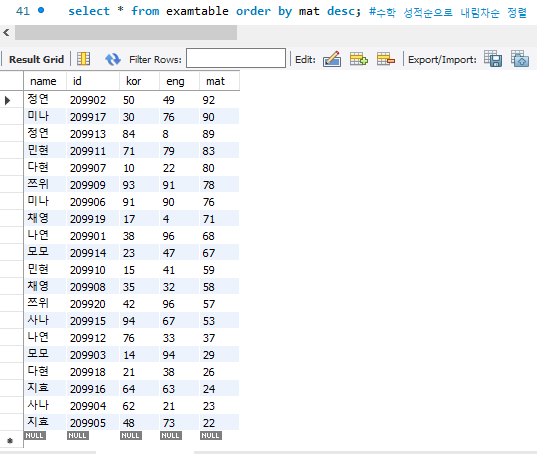 41 select * from examtable order by mat desc; #수학 성적순으로 내림차순 정렬
Result Grid Filter Rows: Edit: Export/Import:
name id kor eng mat
정연 209902 50 49 92
미나 209917 30 76 90
정연 209913 84 8 89
민현 209911 71 79 83
다현 209907 10 22 80
쯔위 209909 93 91 78
미나 209906 91 90 76
채영 209919 17 4 71
나연 209901 38 96 68
모모 209914 23 47 67
민현 209910 15 41 59
채영 209908 35 32 58
쯔위 209920 42 96 57
사나 209915 94 67 53
나연 209912 76 33 37
모모 209903 14 94 29
다현 209918 21 38 26
지효 209916 64 63 24
사나 209904 62 21 23
지효 209905 48 73 22
NULL NULL NULL NULL NULL